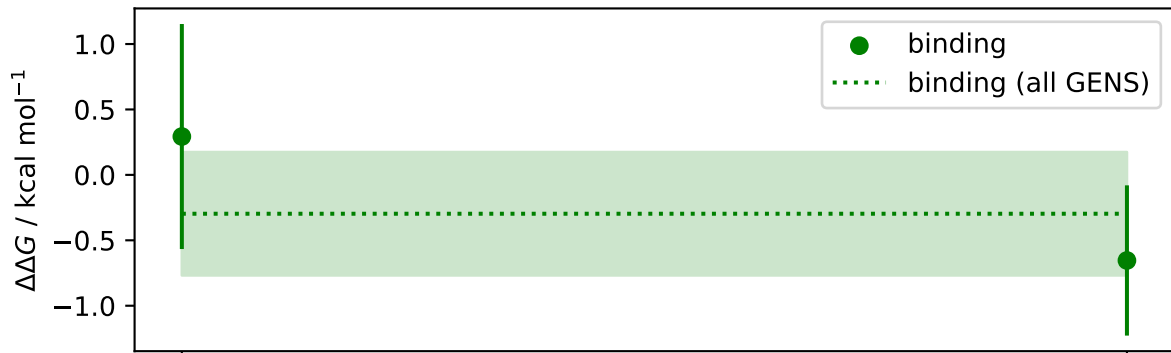 1.0
0.5
0.0
−0.5
−1.0
ΔΔG / kcal mol⁻¹
binding
binding (all GENS)